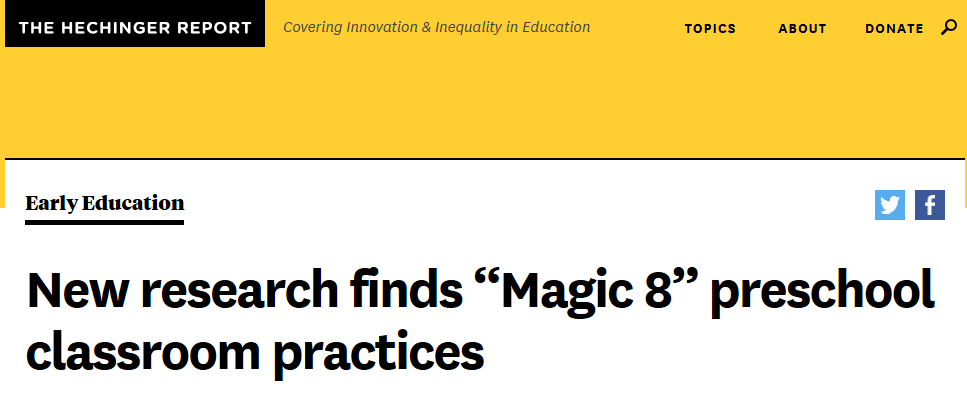 THE HECHINGER REPORT Covering Innovation & Inequality in Education TOPICS ABOUT DONATE
Early Education
New research finds “Magic 8” preschool
classroom practices